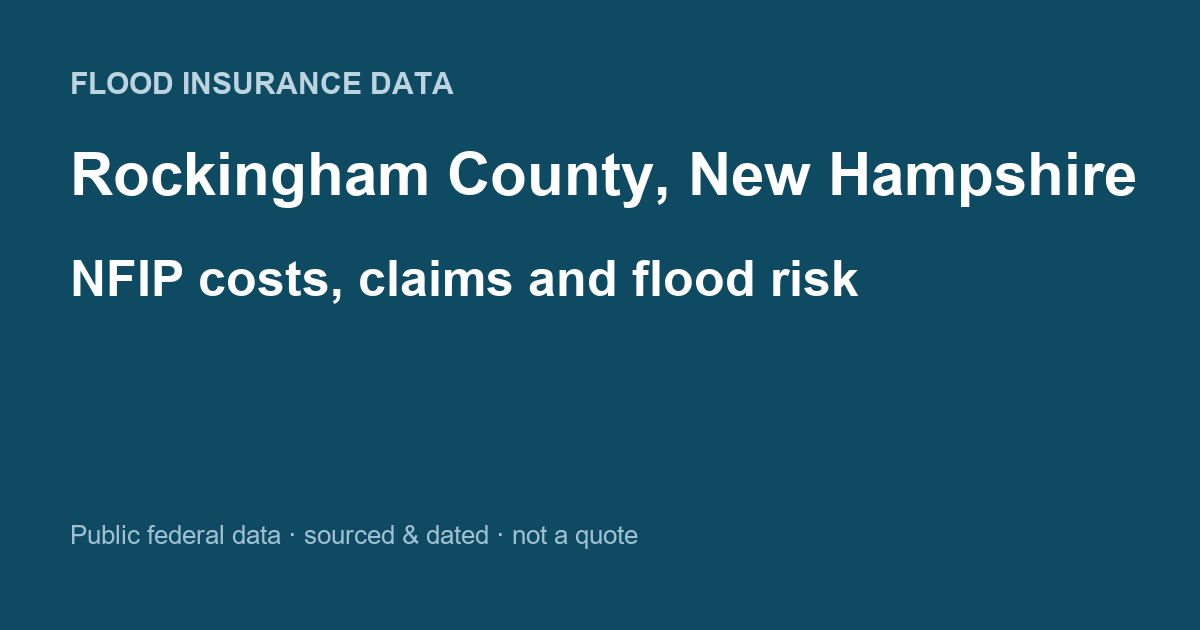 FLOOD INSURANCE DATA
Rockingham County, New Hampshire
NFIP costs, claims and flood risk
Public federal data · sourced & dated · not a quote